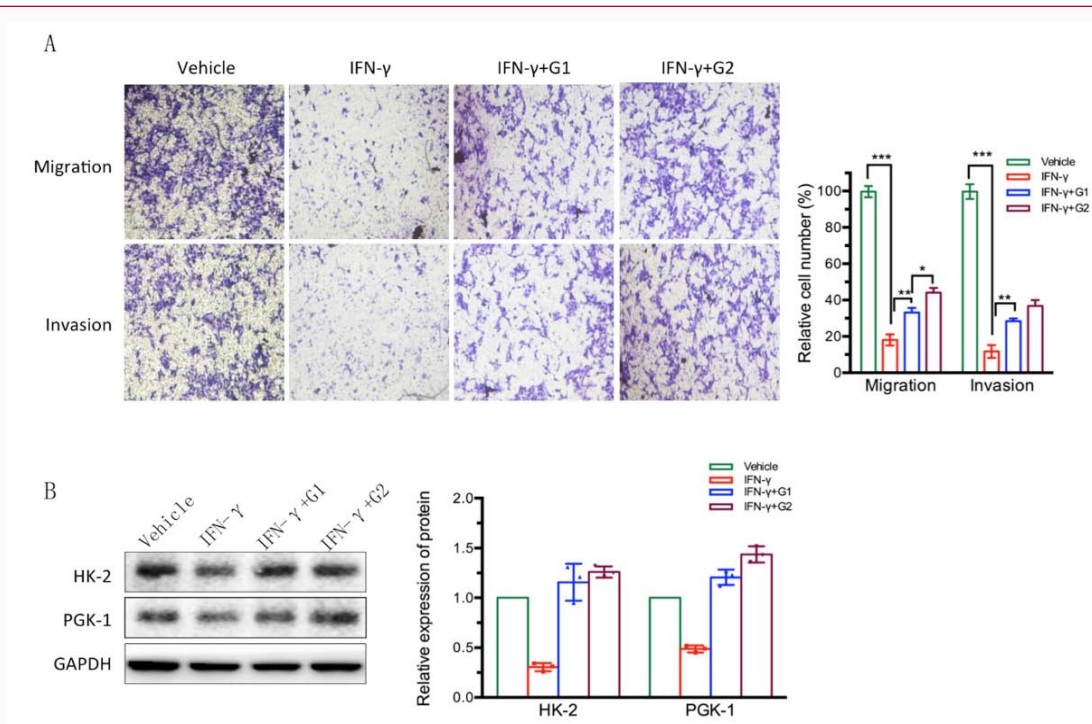 A
Vehicle IFN-γ IFN-γ+G1 IFN-γ+G2
Migration
Invasion
Relative cell number (%)
100
80
60
40
20
0
*** ** * *** **
Migration Invasion
Vehicle
IFN-γ
IFN-γ+G1
IFN-γ+G2
B
Vehicle IFN-γ IFN-γ+G1 IFN-γ+G2
HK-2
PGK-1
GAPDH
Relative expression of protein
2.0
1.5
1.0
0.5
0.0
HK-2 PGK-1
Vehicle
IFN-γ
IFN-γ+G1
IFN-γ+G2